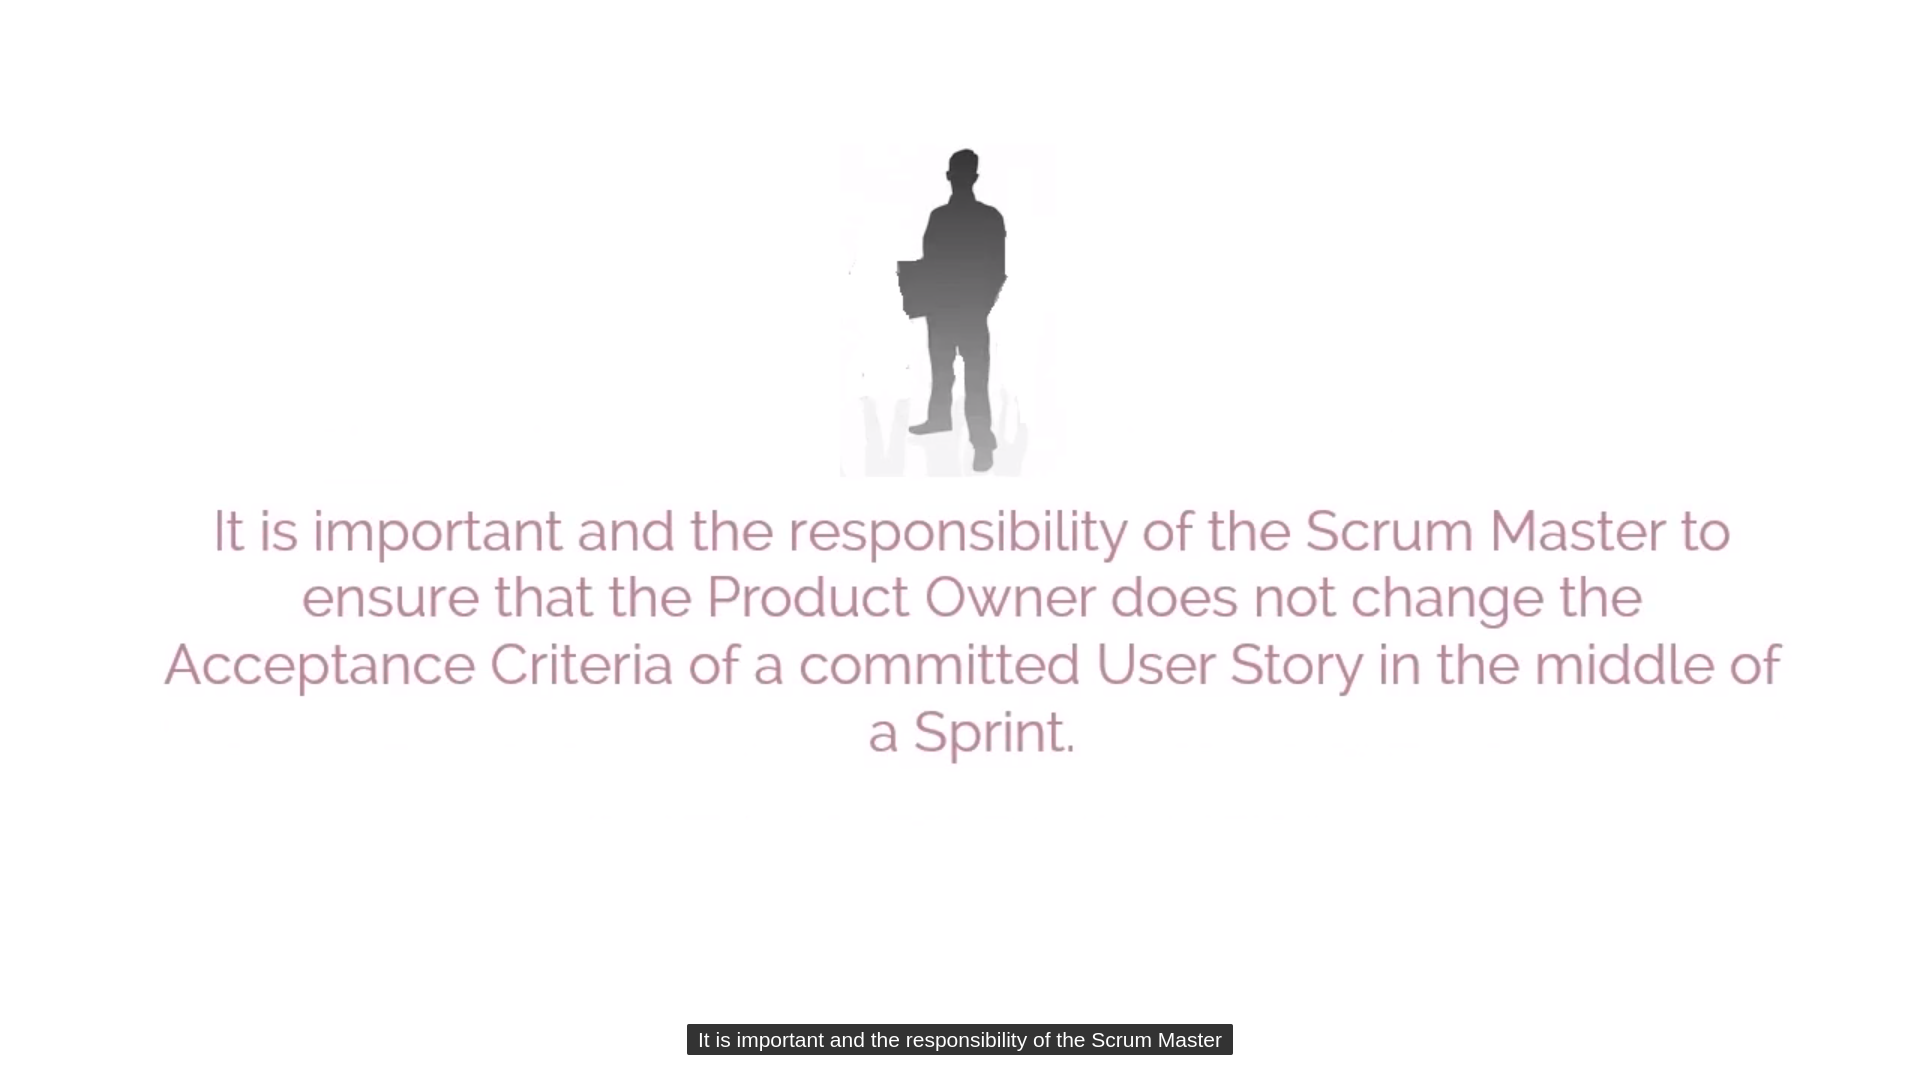 It is important and the responsibility of the Scrum Master to
ensure that the Product Owner does not change the
Acceptance Criteria of a committed User Story in the middle of
a Sprint.
It is important and the responsibility of the Scrum Master